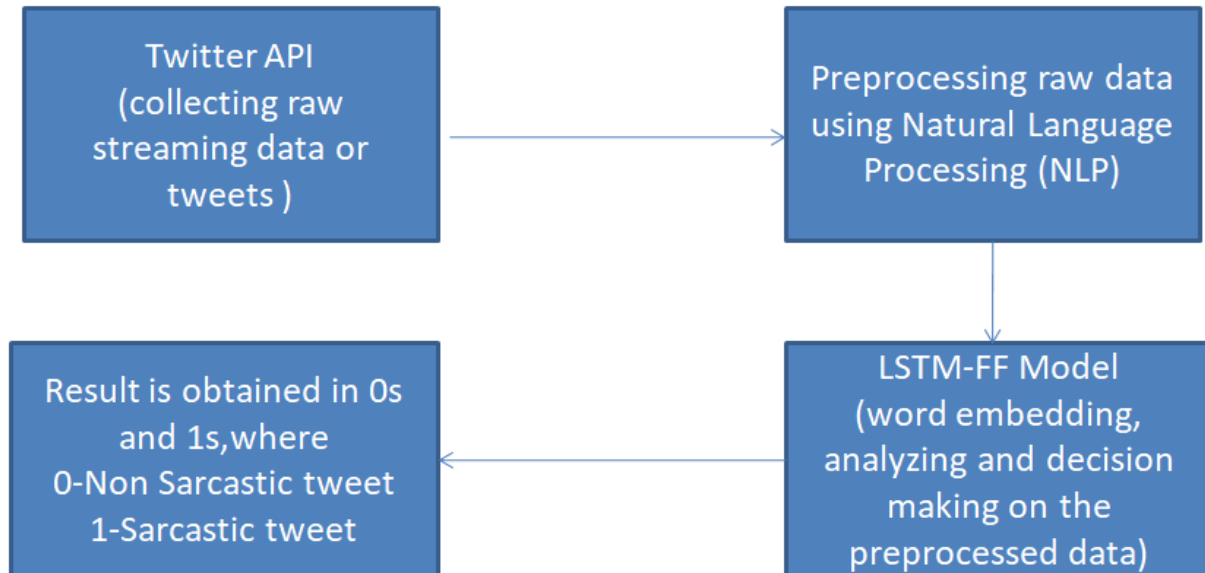 Twitter API
(collecting raw
streaming data or
tweets )
Preprocessing raw data
using Natural Language
Processing (NLP)
LSTM-FF Model
(word embedding,
analyzing and decision
making on the
preprocessed data)
Result is obtained in 0s
and 1s,where
0-Non Sarcastic tweet
1-Sarcastic tweet